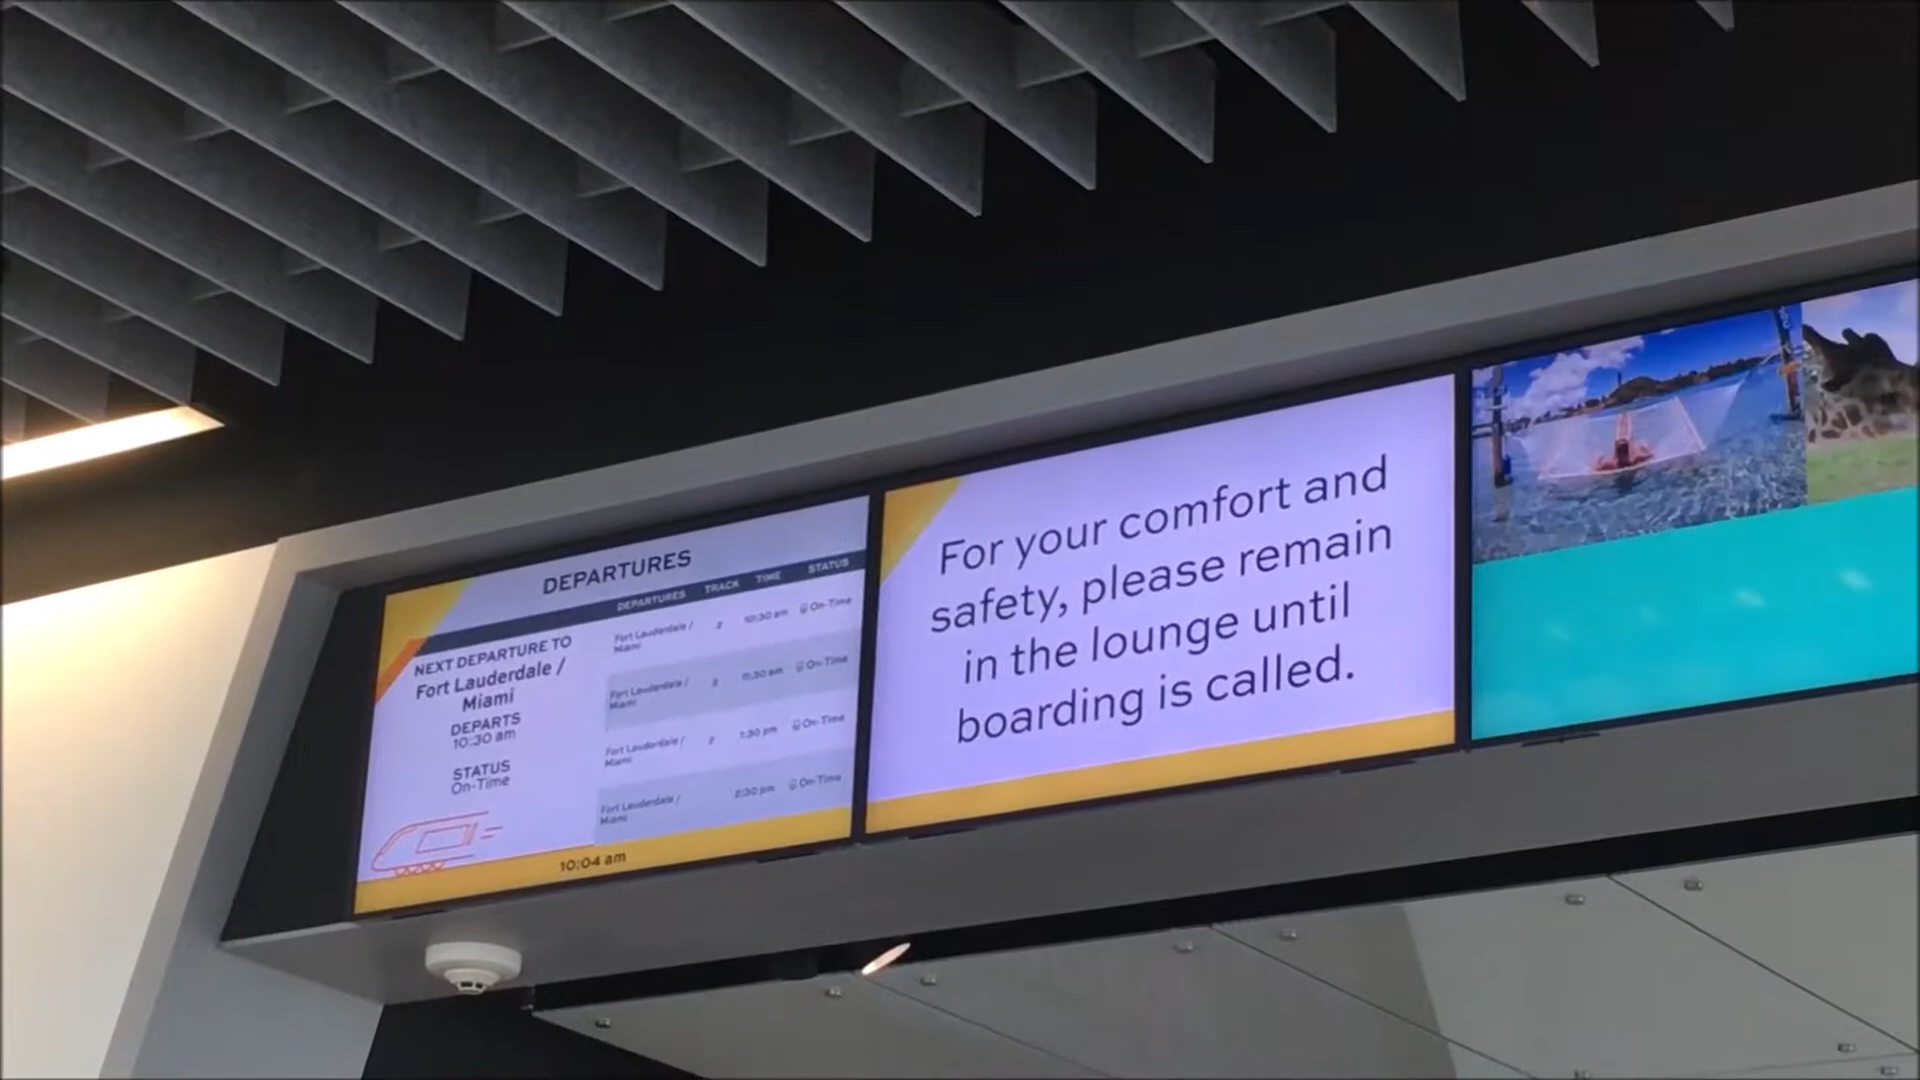 DEPARTURES
DEPARTURES TRACK TIME STATUS
NEXT DEPARTURE TO
Fort Lauderdale /
Miami
DEPARTS
10:30 am
STATUS
On-Time
Fort Lauderdale / 2 10:30 am On-Time
Miami
Fort Lauderdale / 11:30 am On-Time
Miami
Fort Lauderdale / 2 1:30 pm On-Time
Miami
Fort Lauderdale / 2:30 pm On-Time
Miami
10:04 am
For your comfort and
safety, please remain
in the lounge until
boarding is called.